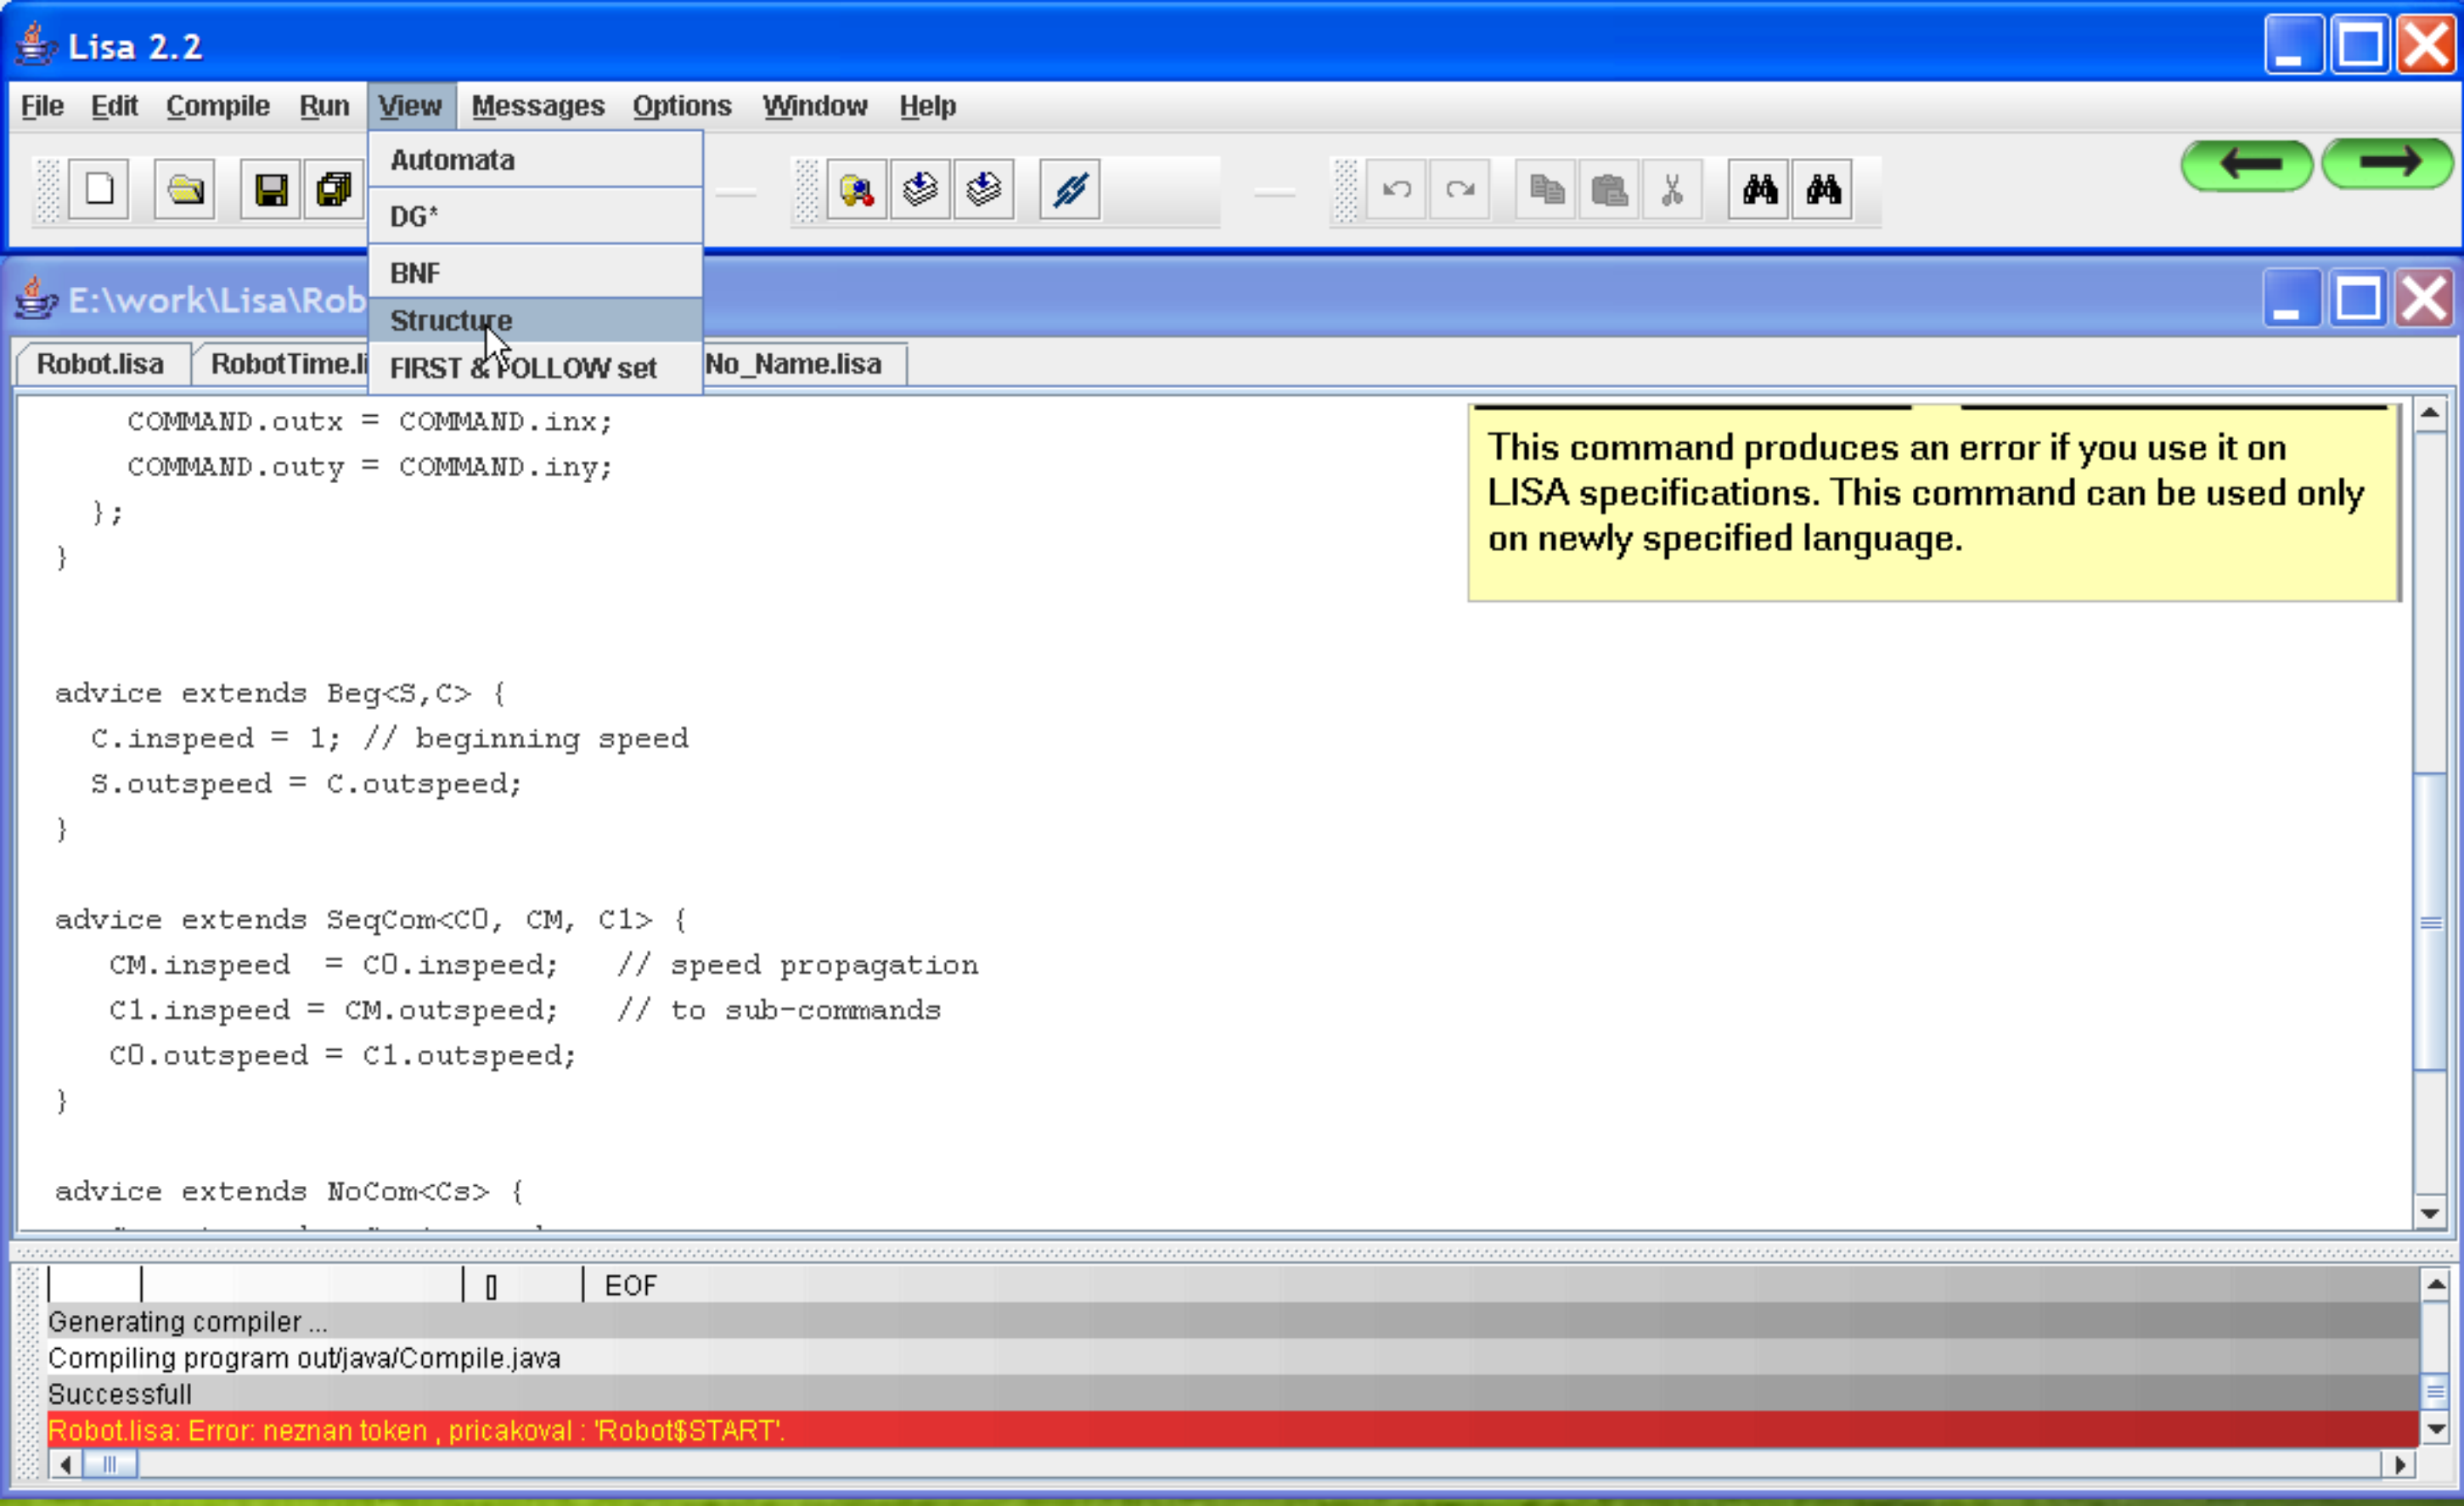 Lisa 2.2
File Edit Compile Run View Messages Options Window Help
Automata
DG*
BNF
Structure
FIRST & FOLLOW set
E:\work\Lisa\Rob
Robot.lisa RobotTime.li No_Name.lisa
COMMAND.outx = COMMAND.inx;
COMMAND.outy = COMMAND.iny;
};
}
This command produces an error if you use it on
LISA specifications. This command can be used only
on newly specified language.
advice extends Beg<S,C> {
C.inspeed = 1; // beginning speed
S.outspeed = C.outspeed;
}
advice extends SeqCom<C0, CM, C1> {
CM.inspeed = C0.inspeed; // speed propagation
C1.inspeed = CM.outspeed; // to sub-commands
C0.outspeed = C1.outspeed;
}
advice extends NoCom<Cs> {
| | | [] | EOF
Generating compiler ...
Compiling program out/java/Compile.java
Successfull
Robot.lisa: Error: neznan token , pricakoval : 'Robot$START'.